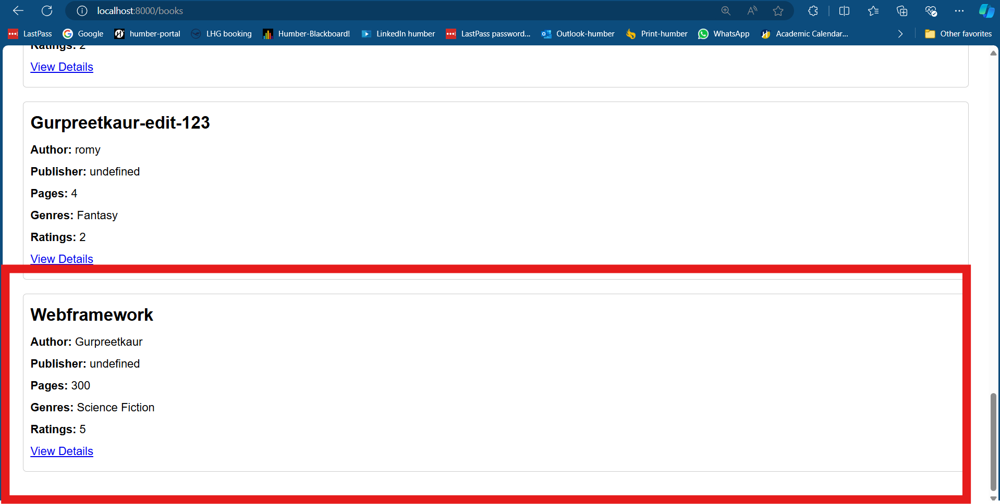 localhost:8000/books
LastPass Google humber-portal LHG booking Humber-Blackboard! LinkedIn humber LastPass password... Outlook-humber Print-humber WhatsApp Academic Calendar... Other favorites
Ratings: 2
View Details
Gurpreetkaur-edit-123
Author: romy
Publisher: undefined
Pages: 4
Genres: Fantasy
Ratings: 2
View Details
Webframework
Author: Gurpreetkaur
Publisher: undefined
Pages: 300
Genres: Science Fiction
Ratings: 5
View Details